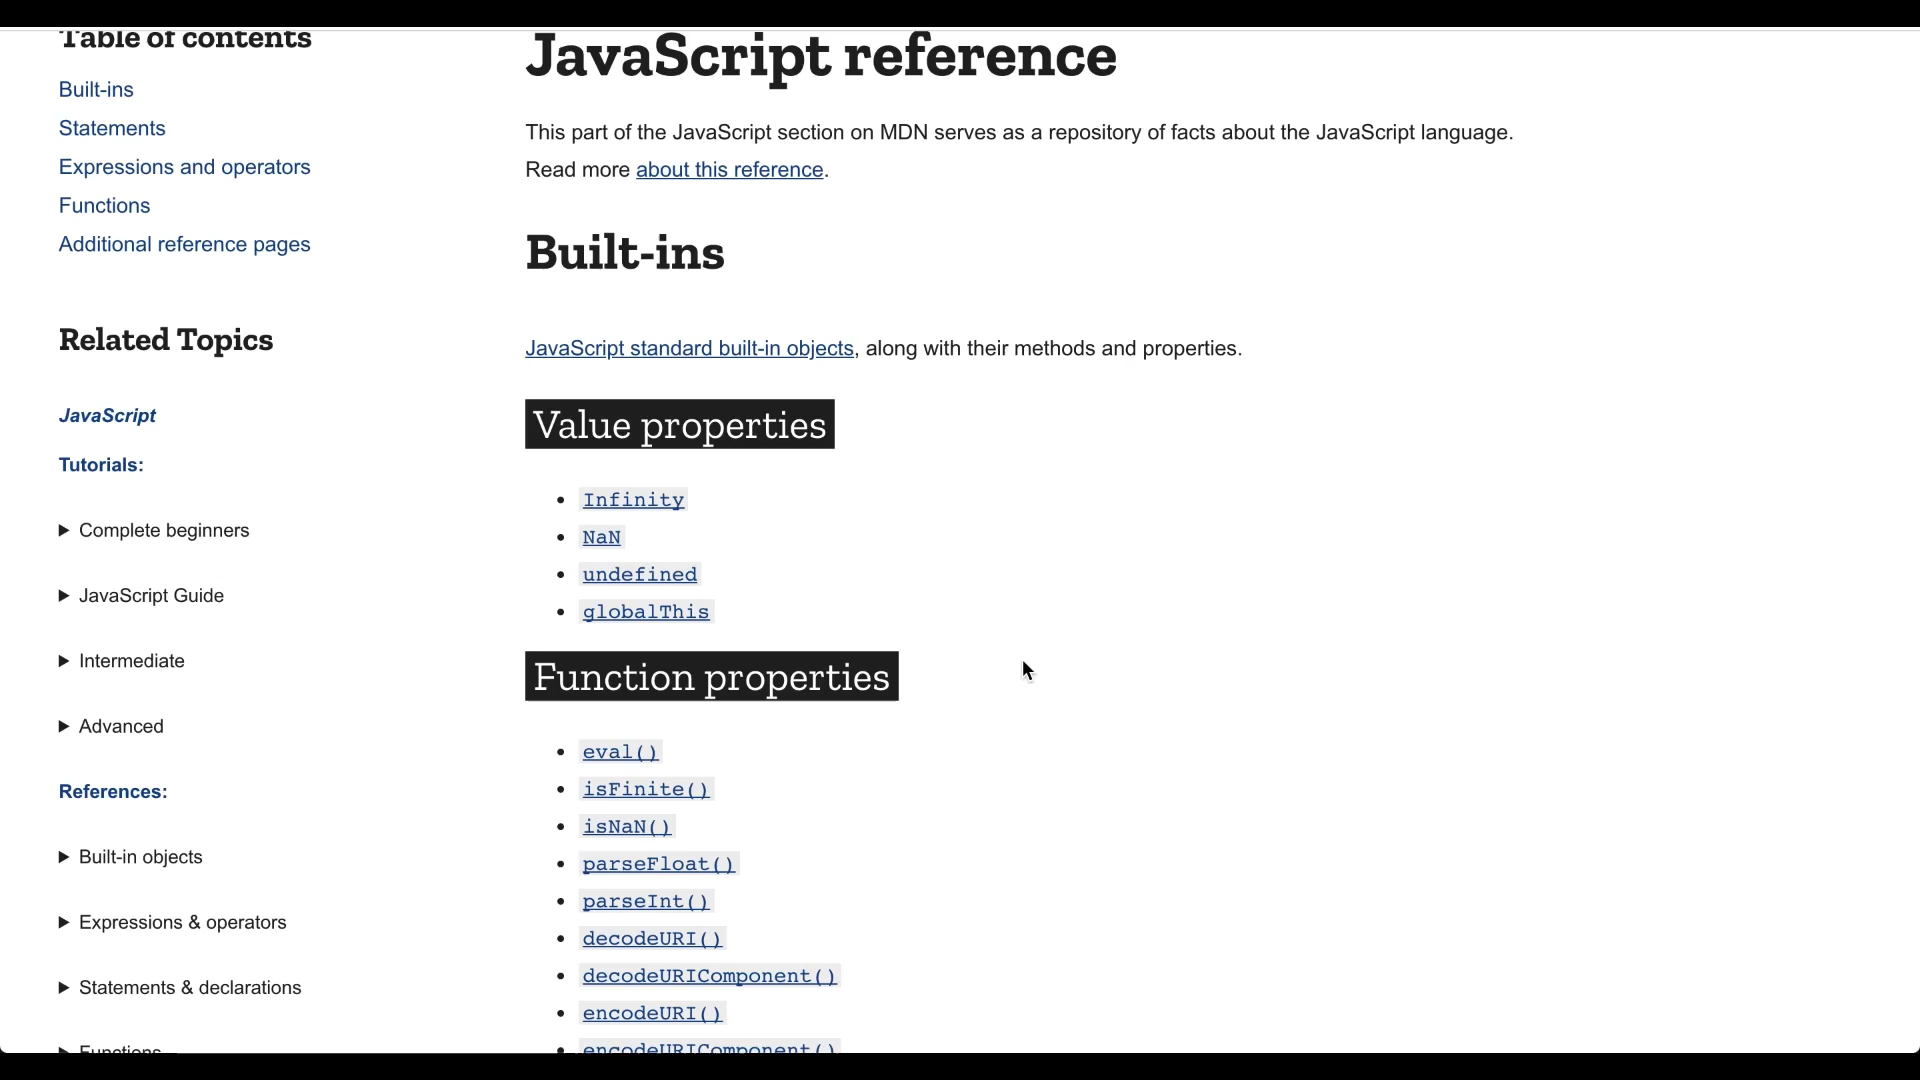 Table of contents
Built-ins
Statements
Expressions and operators
Functions
Additional reference pages
Related Topics
JavaScript
Tutorials:
Complete beginners
JavaScript Guide
Intermediate
Advanced
References:
Built-in objects
Expressions & operators
Statements & declarations
Functions
JavaScript reference
This part of the JavaScript section on MDN serves as a repository of facts about the JavaScript language.
Read more about this reference.
Built-ins
JavaScript standard built-in objects, along with their methods and properties.
Value properties
Infinity
NaN
undefined
globalThis
Function properties
eval()
isFinite()
isNaN()
parseFloat()
parseInt()
decodeURI()
decodeURIComponent()
encodeURI()
encodeURIComponent()